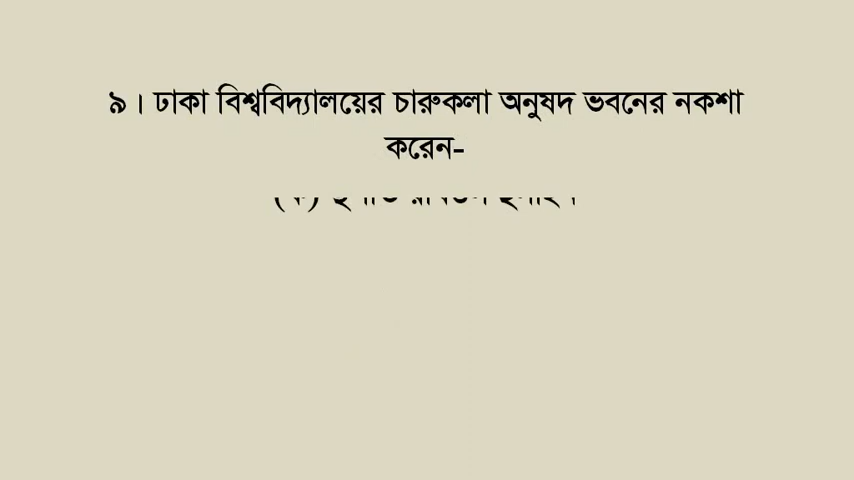 ৯। ঢাকা বিশ্ববিদ্যালয়ের চারুকলা অনুষদ ভবনের নকশা
করেন-